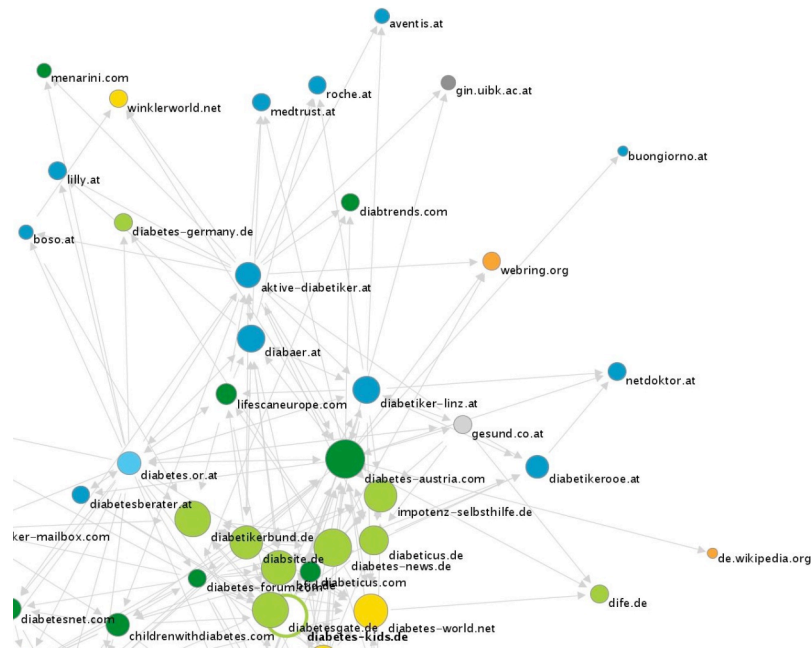 aventis.at
menarini.com
roche.at
gin.uibk.ac.at
winklerworld.net
medtrust.at
buongiorno.at
lilly.at
diabtrends.com
diabetes-germany.de
boso.at
webring.org
aktive-diabetiker.at
diabaer.at
netdoktor.at
lifescaneurope.com
diabetiker-linz.at
gesund.co.at
diabetes.or.at
diabetes-austria.com
diabetikerooe.at
diabetesberater.at
impotenz-selbsthilfe.de
ker-mailbox.com
diabetikerbund.de
diabsite.de
diabeticus.de
diabetes-news.de
de.wikipedia.org
diabetes-forum.com
diabeticus.com
diabetesnet.com
dife.de
childrenwithdiabetes.com
diabetesgate.de
diabetes-world.net
diabetes-kids.de